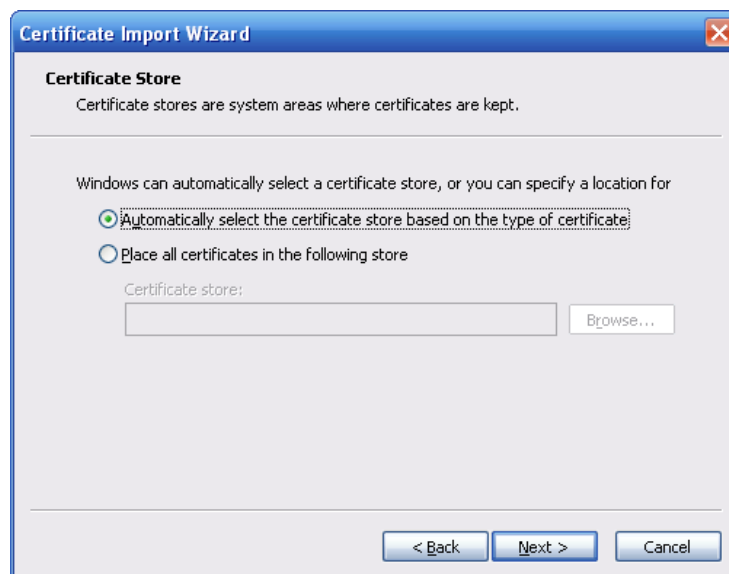 Certificate Import Wizard
Certificate Store
Certificate stores are system areas where certificates are kept.
Windows can automatically select a certificate store, or you can specify a location for
Automatically select the certificate store based on the type of certificate
Place all certificates in the following store
Certificate store:
Browse...
< Back Next > Cancel